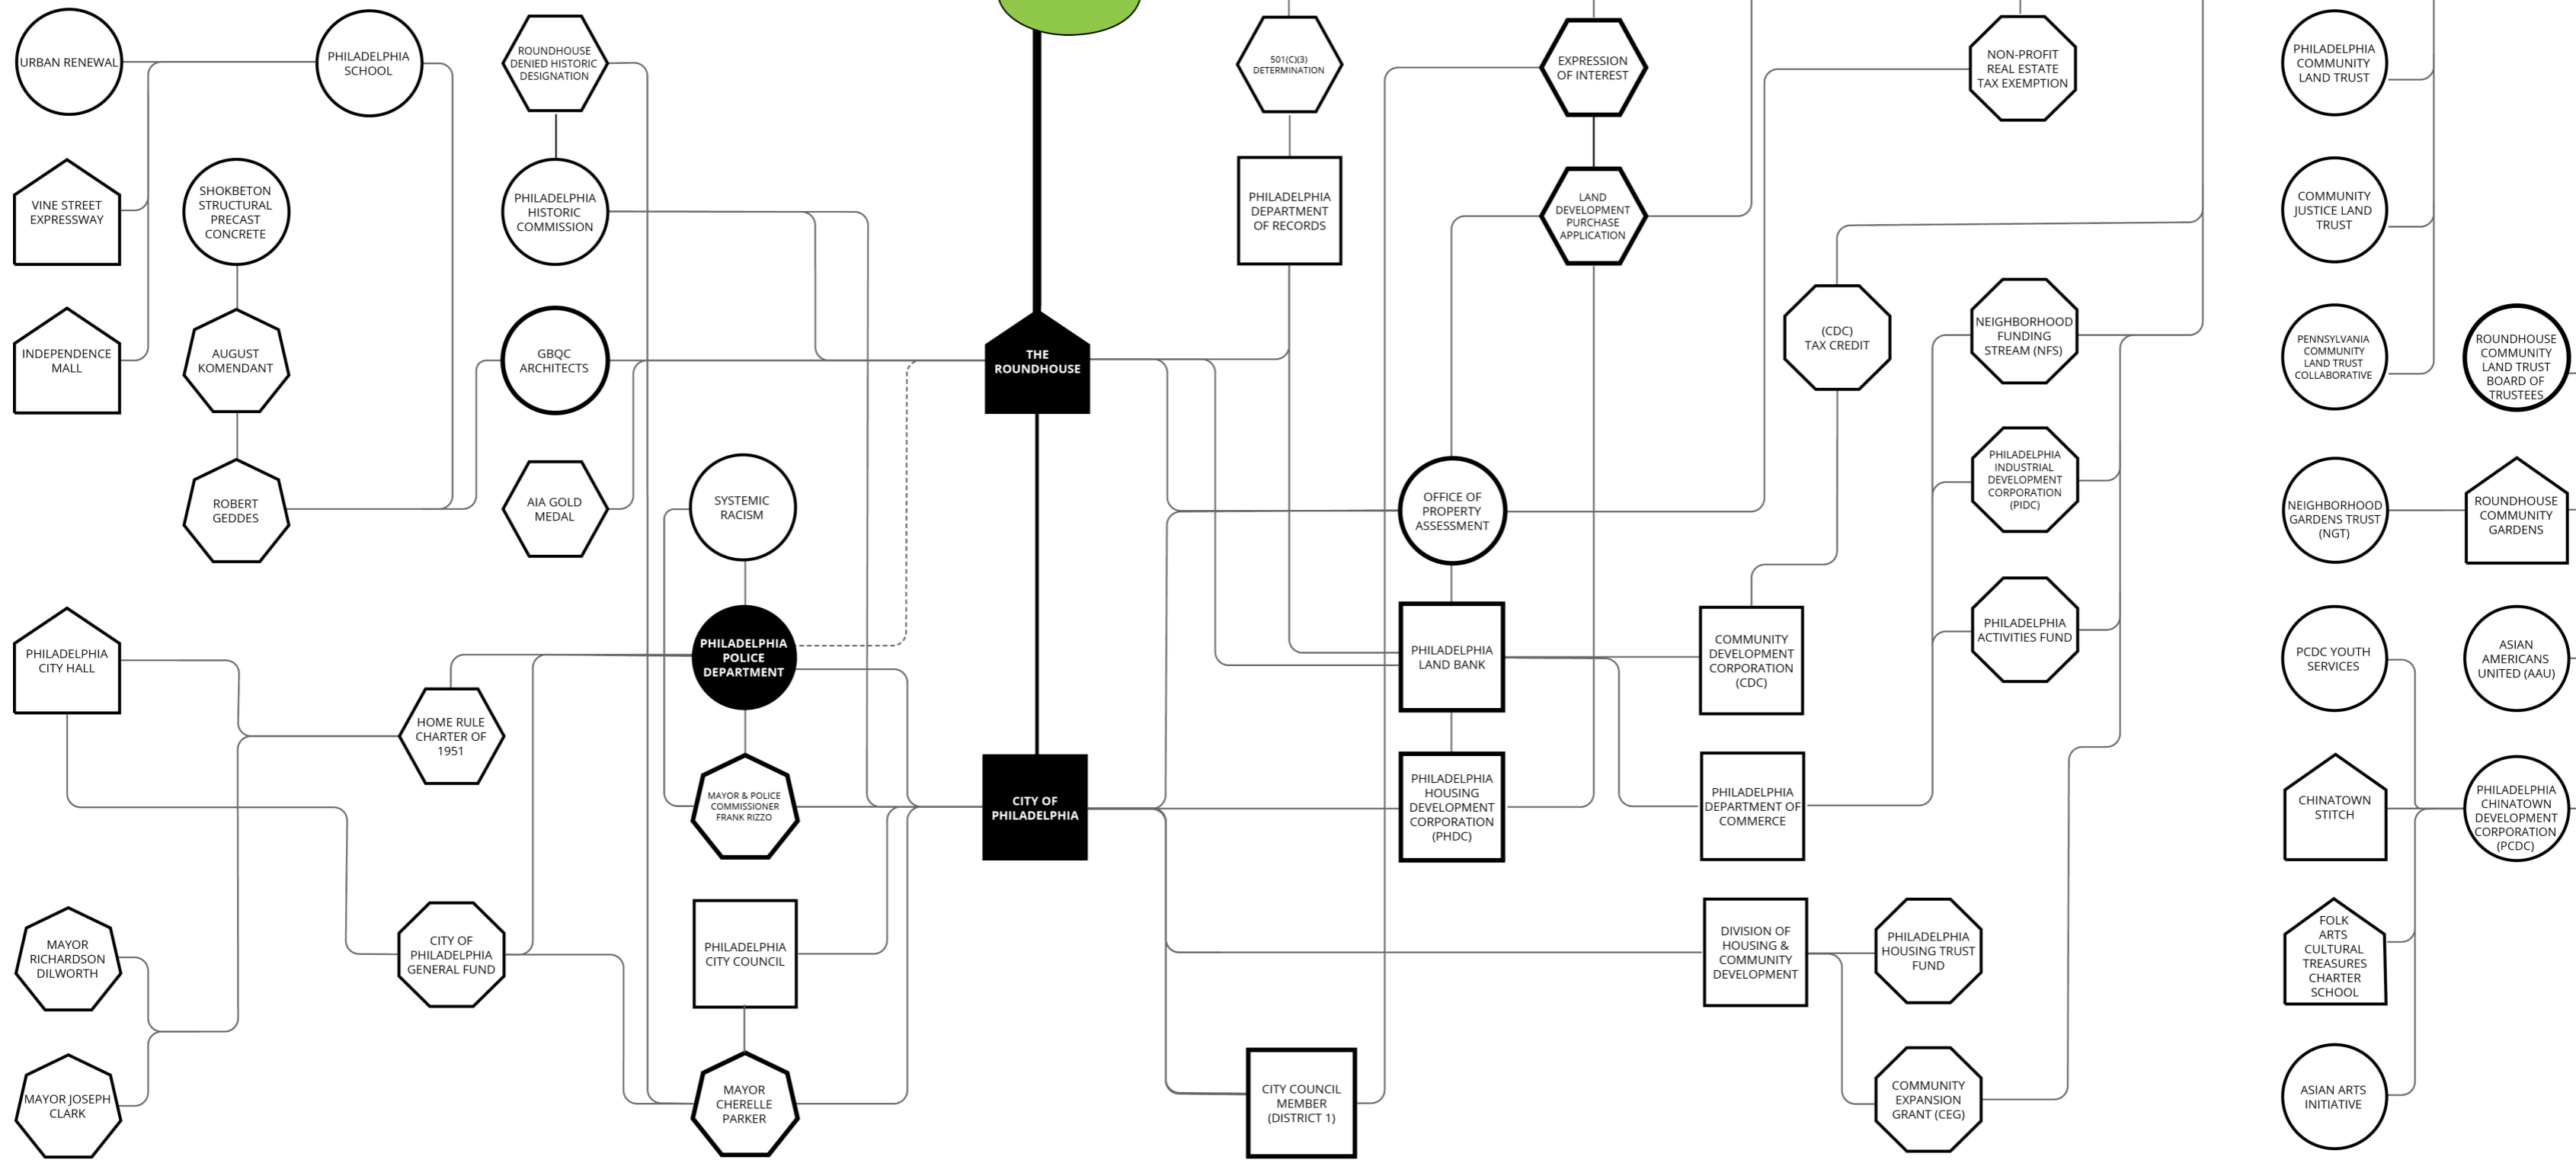 URBAN RENEWAL
PHILADELPHIA
SCHOOL
ROUNDHOUSE
DENIED HISTORIC
DESIGNATION
501(C)(3)
DETERMINATION
EXPRESSION
OF INTEREST
NON-PROFIT
REAL ESTATE
TAX EXEMPTION
PHILADELPHIA
COMMUNITY
LAND TRUST
VINE STREET
EXPRESSWAY
SHOKBETON
STRUCTURAL
PRECAST
CONCRETE
PHILADELPHIA
HISTORIC
COMMISSION
PHILADELPHIA
DEPARTMENT
OF RECORDS
LAND
DEVELOPMENT
PURCHASE
APPLICATION
COMMUNITY
JUSTICE LAND
TRUST
INDEPENDENCE
MALL
AUGUST
KOMENDANT
GBQC
ARCHITECTS
THE
ROUNDHOUSE
(CDC)
TAX CREDIT
NEIGHBORHOOD
FUNDING
STREAM (NFS)
PENNSYLVANIA
COMMUNITY
LAND TRUST
COLLABORATIVE
ROUNDHOUSE
COMMUNITY
LAND TRUST
BOARD OF
TRUSTEES
ROBERT
GEDDES
AIA GOLD
MEDAL
SYSTEMIC
RACISM
OFFICE OF
PROPERTY
ASSESSMENT
PHILADELPHIA
INDUSTRIAL
DEVELOPMENT
CORPORATION
(PIDC)
NEIGHBORHOOD
GARDENS TRUST
(NGT)
ROUNDHOUSE
COMMUNITY
GARDENS
PHILADELPHIA
CITY HALL
HOME RULE
CHARTER OF
1951
PHILADELPHIA
POLICE
DEPARTMENT
PHILADELPHIA
LAND BANK
COMMUNITY
DEVELOPMENT
CORPORATION
(CDC)
PHILADELPHIA
ACTIVITIES FUND
PCDC YOUTH
SERVICES
ASIAN
AMERICANS
UNITED (AAU)
MAYOR & POLICE
COMMISSIONER
FRANK RIZZO
CITY OF
PHILADELPHIA
PHILADELPHIA
HOUSING
DEVELOPMENT
CORPORATION
(PHDC)
PHILADELPHIA
DEPARTMENT OF
COMMERCE
CHINATOWN
STITCH
PHILADELPHIA
CHINATOWN
DEVELOPMENT
CORPORATION
(PCDC)
MAYOR
RICHARDSON
DILWORTH
CITY OF
PHILADELPHIA
GENERAL FUND
PHILADELPHIA
CITY COUNCIL
DIVISION OF
HOUSING &
COMMUNITY
DEVELOPMENT
PHILADELPHIA
HOUSING TRUST
FUND
FOLK
ARTS
CULTURAL
TREASURES
CHARTER
SCHOOL
MAYOR JOSEPH
CLARK
MAYOR
CHERELLE
PARKER
CITY COUNCIL
MEMBER
(DISTRICT 1)
COMMUNITY
EXPANSION
GRANT (CEG)
ASIAN ARTS
INITIATIVE